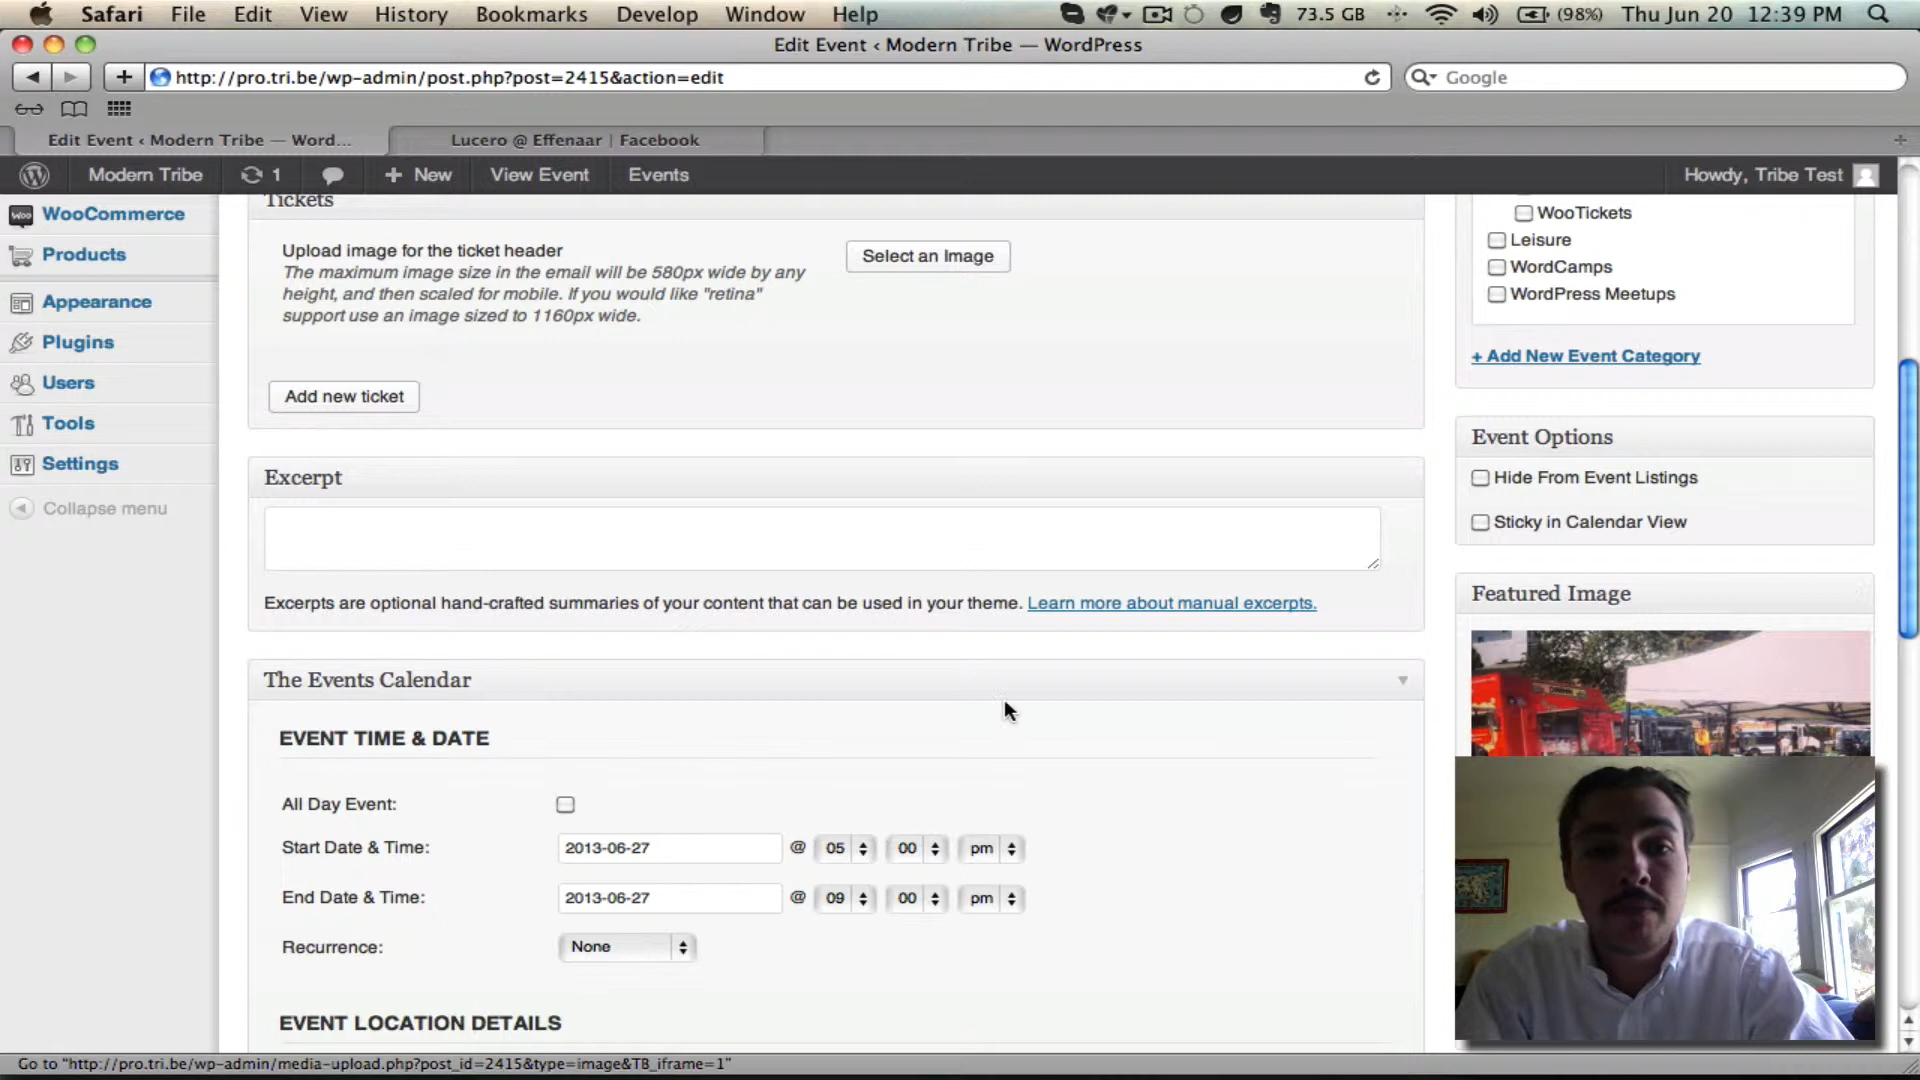 Safari File Edit View History Bookmarks Develop Window Help 73.5 GB (98%) Thu Jun 20 12:39 PM
Edit Event ‹ Modern Tribe — WordPress
http://pro.tri.be/wp-admin/post.php?post=2415&action=edit
Google
Edit Event ‹ Modern Tribe — Word...
Lucero @ Effenaar | Facebook
Modern Tribe 1 + New View Event Events Howdy, Tribe Test
WooCommerce
Products
Appearance
Plugins
Users
Tools
Settings
Collapse menu
Tickets
Upload image for the ticket header
The maximum image size in the email will be 580px wide by any
height, and then scaled for mobile. If you would like "retina"
support use an image sized to 1160px wide.
Select an Image
Add new ticket
Excerpt
Excerpts are optional hand-crafted summaries of your content that can be used in your theme. Learn more about manual excerpts.
The Events Calendar
EVENT TIME & DATE
All Day Event:
Start Date & Time: 2013-06-27 @ 05 00 pm
End Date & Time: 2013-06-27 @ 09 00 pm
Recurrence: None
EVENT LOCATION DETAILS
WooTickets
Leisure
WordCamps
WordPress Meetups
+ Add New Event Category
Event Options
Hide From Event Listings
Sticky in Calendar View
Featured Image
Go to "http://pro.tri.be/wp-admin/media-upload.php?post_id=2415&type=image&TB_iframe=1"